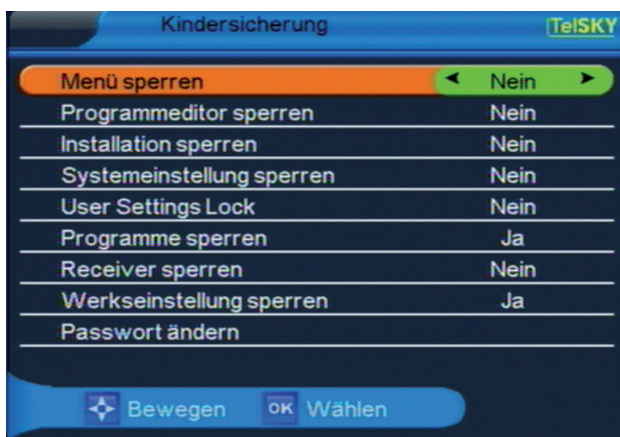 Kindersicherung TelSKY
Menü sperren Nein
Programmeditor sperren Nein
Installation sperren Nein
Systemeinstellung sperren Nein
User Settings Lock Nein
Programme sperren Ja
Receiver sperren Nein
Werkseinstellung sperren Ja
Passwort ändern
Bewegen OK Wählen